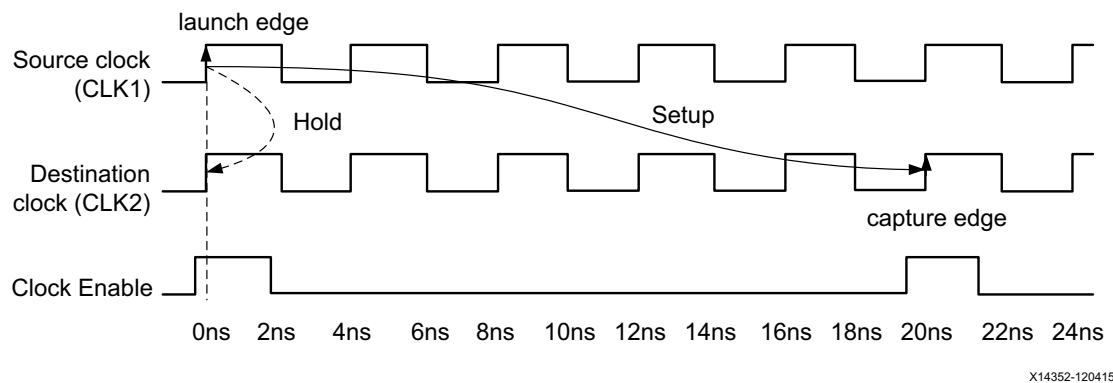 launch edge
Source clock
(CLK1)
Hold
Setup
Destination
clock (CLK2)
capture edge
Clock Enable
0ns 2ns 4ns 6ns 8ns 10ns 12ns 14ns 16ns 18ns 20ns 22ns 24ns
X14352-120415